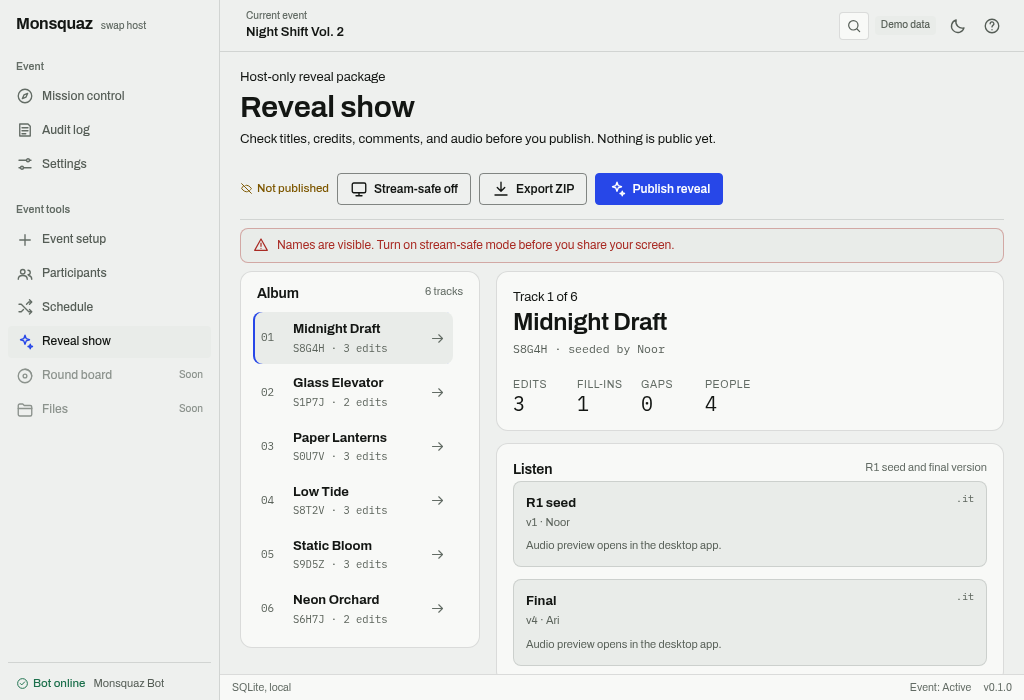 Monsquaz swap host
Event
Mission control
Audit log
Settings
Event tools
Event setup
Participants
Schedule
Reveal show
Round board Soon
Files Soon
Bot online Monsquaz Bot
Current event
Night Shift Vol. 2
Demo data
Host-only reveal package
Reveal show
Check titles, credits, comments, and audio before you publish. Nothing is public yet.
Not published
Stream-safe off
Export ZIP
Publish reveal
Names are visible. Turn on stream-safe mode before you share your screen.
Album 6 tracks
01 Midnight Draft
S8G4H · 3 edits
02 Glass Elevator
S1P7J · 2 edits
03 Paper Lanterns
S0U7V · 3 edits
04 Low Tide
S8T2V · 3 edits
05 Static Bloom
S9D5Z · 3 edits
06 Neon Orchard
S6H7J · 2 edits
Track 1 of 6
Midnight Draft
S8G4H · seeded by Noor
EDITS FILL-INS GAPS PEOPLE
3 1 0 4
Listen R1 seed and final version
R1 seed .it
v1 · Noor
Audio preview opens in the desktop app.
Final .it
v4 · Ari
Audio preview opens in the desktop app.
SQLite, local
Event: Active v0.1.0